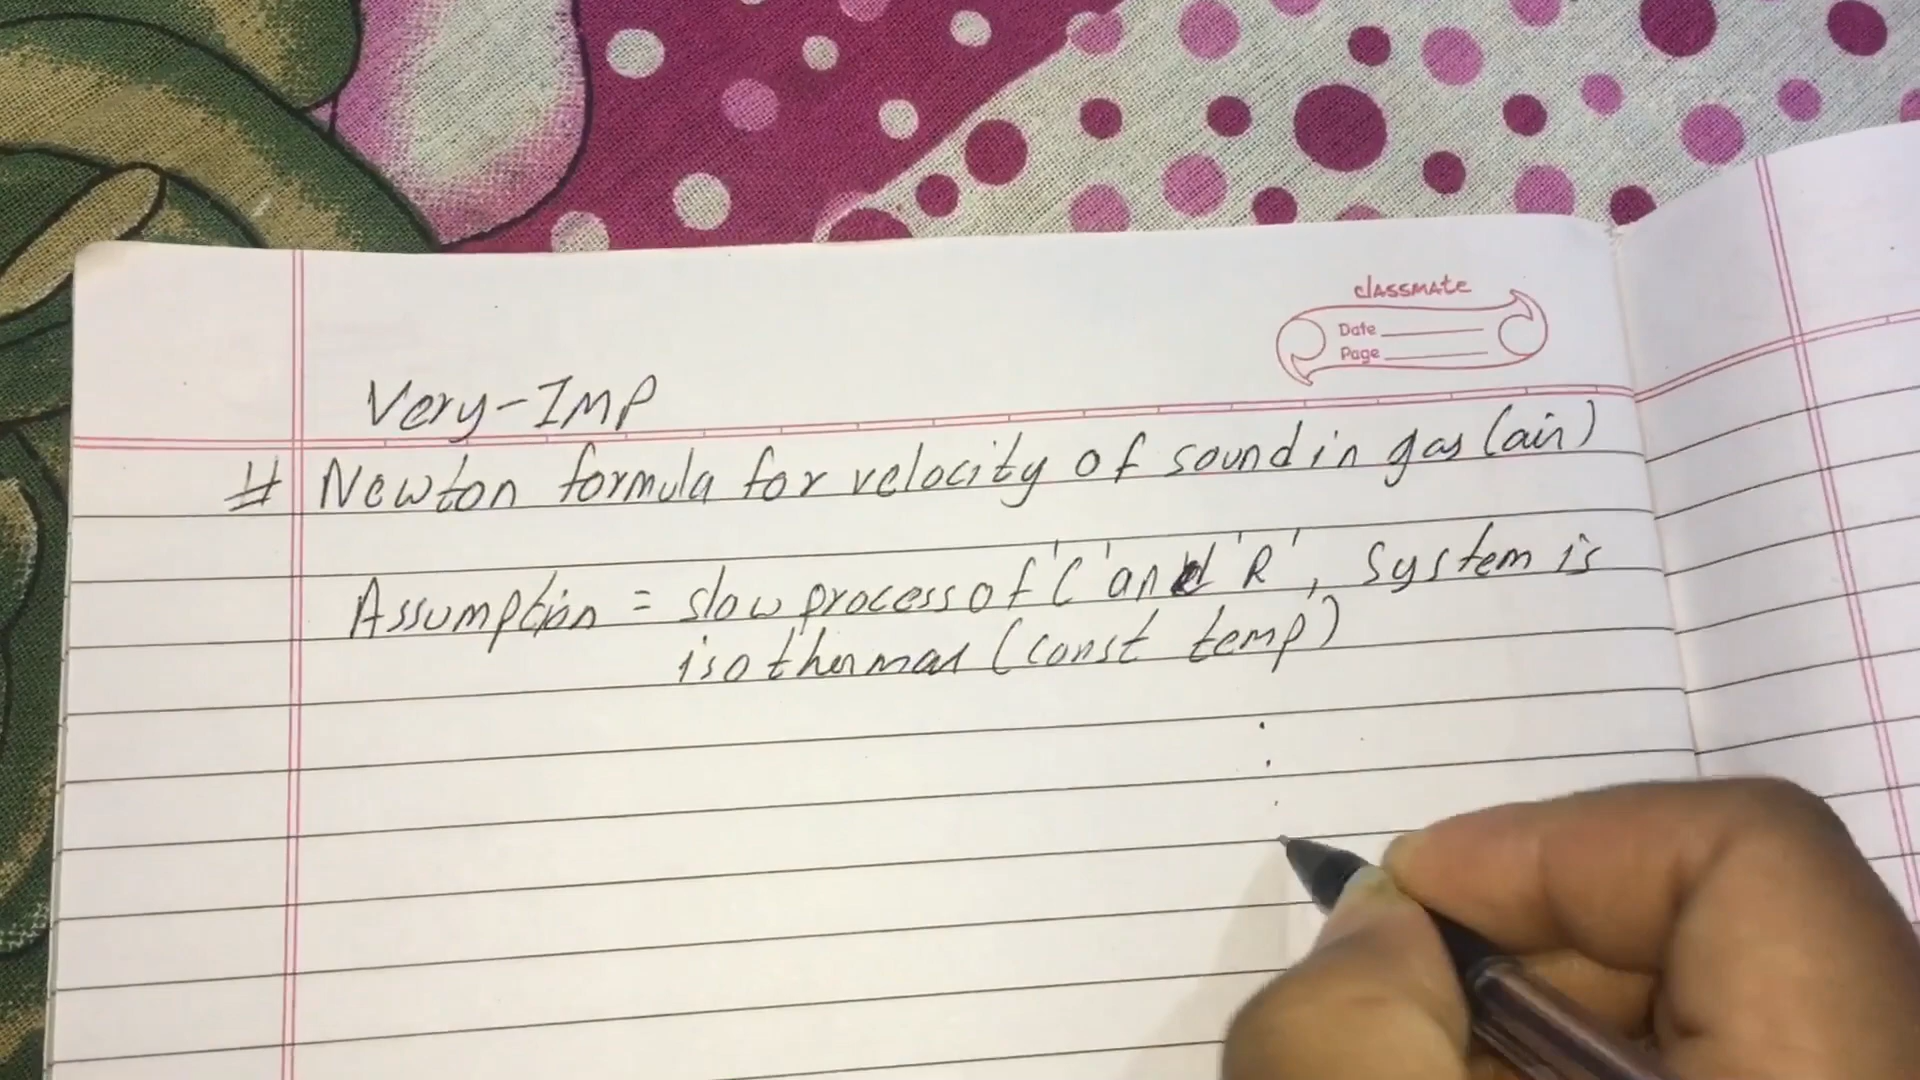 classmate
Date
Page
Very-IMP
# Newton formula for velocity of sound in gas (air)
Assumption = slow process of 'C' and 'R', System is
isothermal (const temp)